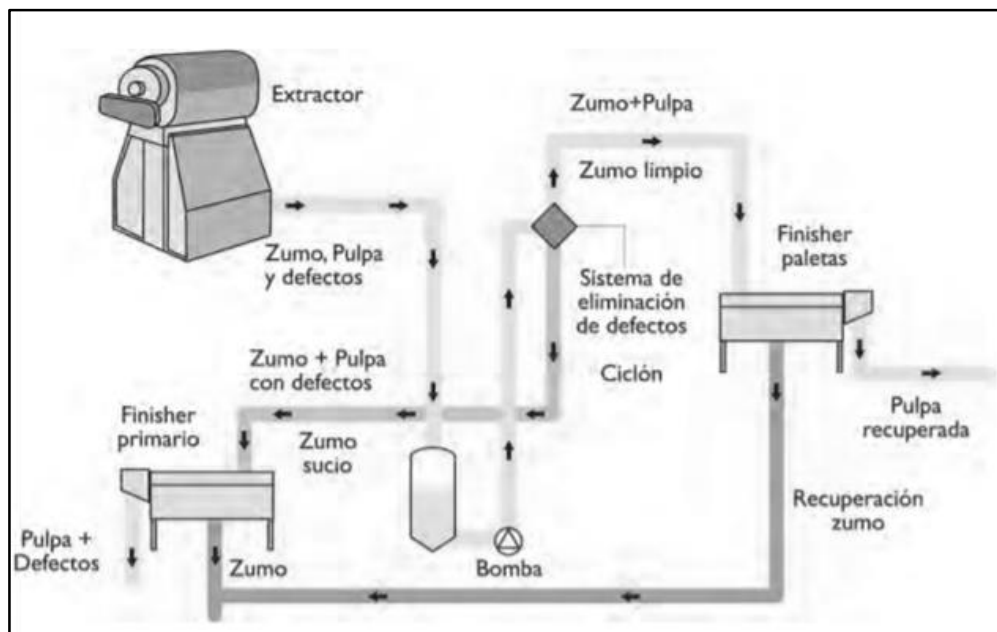 Extractor
Zumo+Pulpa
Zumo limpio
Finisher
paletas
Zumo, Pulpa
y defectos
Sistema de
eliminación
de defectos
Zumo + Pulpa
con defectos
Ciclón
Pulpa
recuperada
Finisher
primario
Zumo
sucio
Recuperación
zumo
Pulpa +
Defectos
Zumo
Bomba